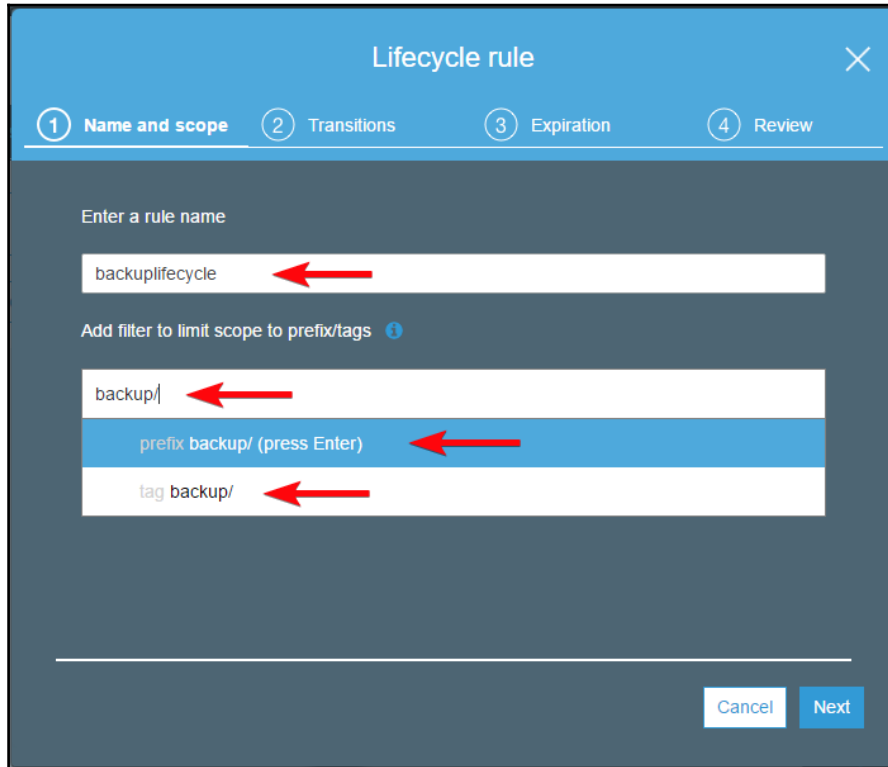 Lifecycle rule
1 Name and scope 2 Transitions 3 Expiration 4 Review
Enter a rule name
backuplifecycle
Add filter to limit scope to prefix/tags i
backup/
prefix backup/ (press Enter)
tag backup/
Cancel Next